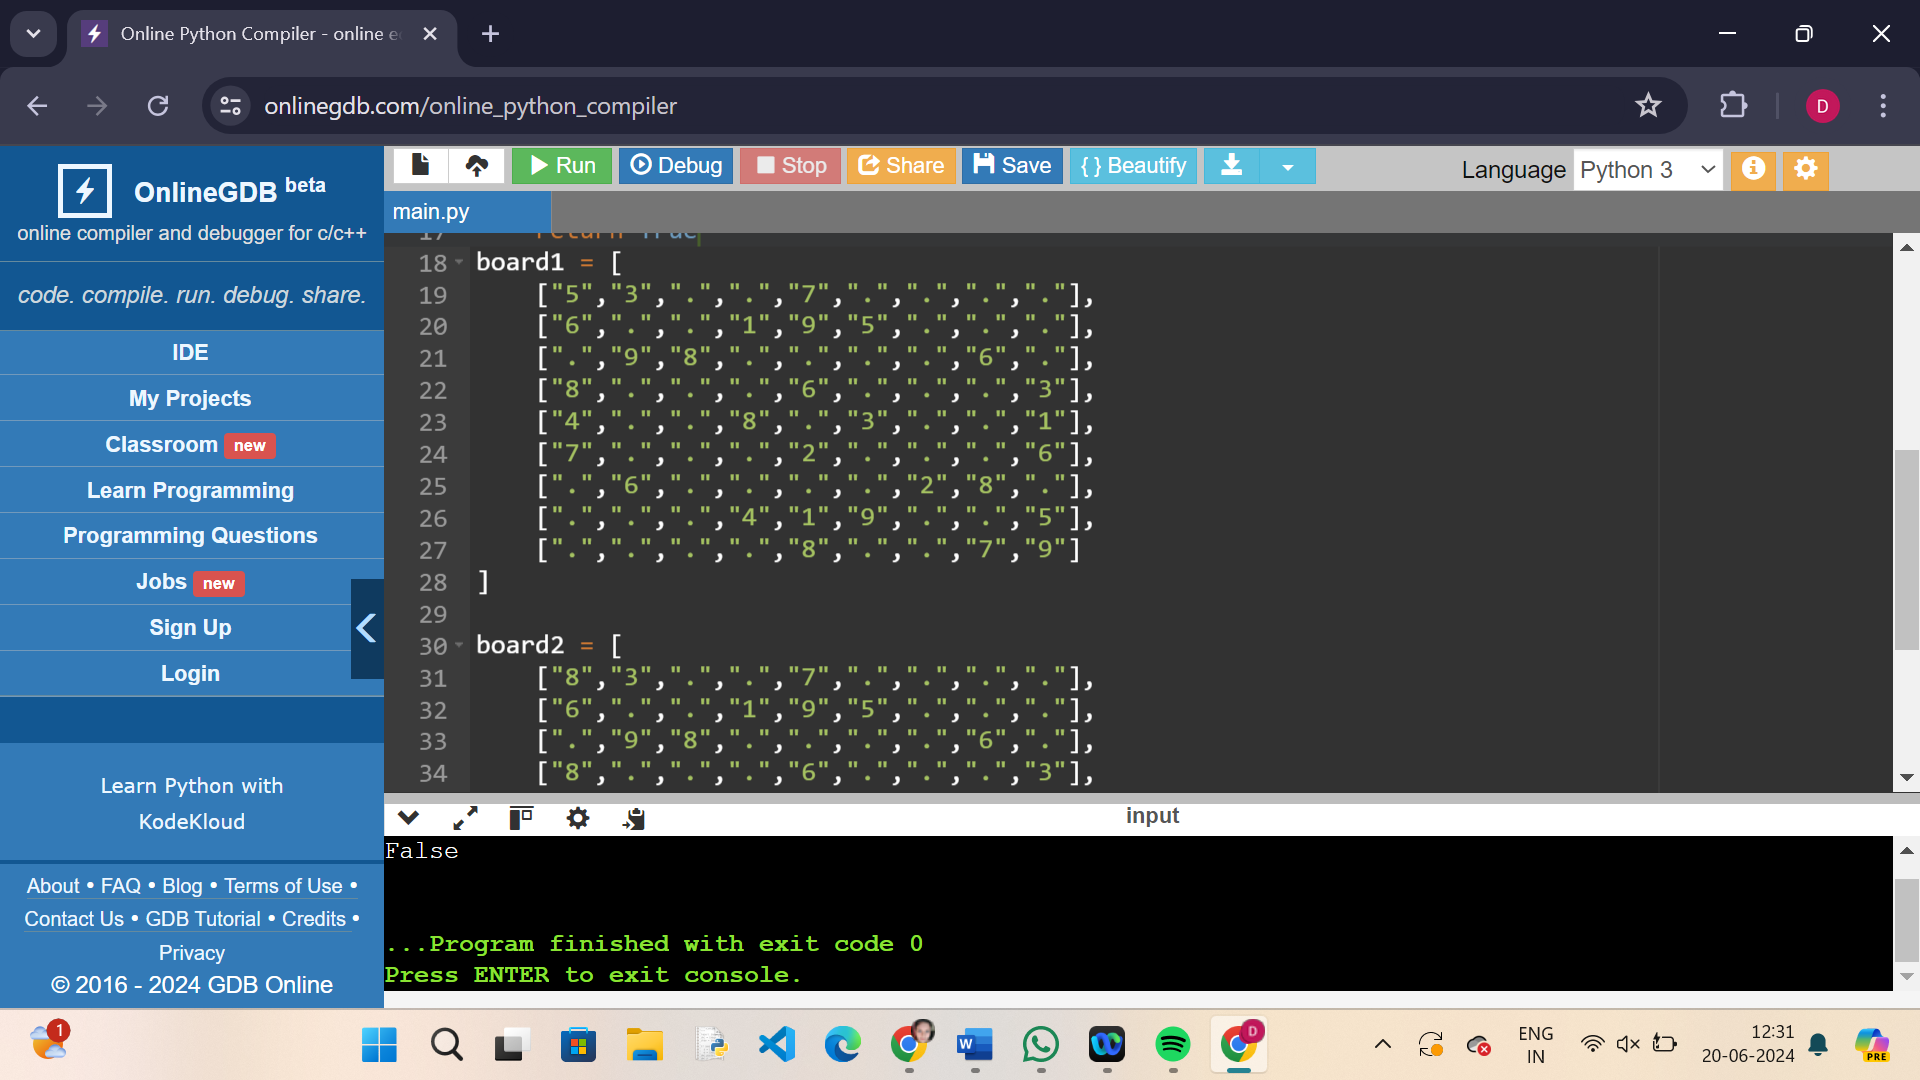 Online Python Compiler - online e
onlinegdb.com/online_python_compiler
D
OnlineGDB beta
online compiler and debugger for c/c++
code. compile. run. debug. share.
IDE
My Projects
Classroom new
Learn Programming
Programming Questions
Jobs new
Sign Up
Login
Learn Python with
KodeKloud
About • FAQ • Blog • Terms of Use •
Contact Us • GDB Tutorial • Credits •
Privacy
© 2016 - 2024 GDB Online
Run Debug Stop Share Save {} Beautify
Language Python 3
main.py
17 return True
18 board1 = [
19 ["5","3",".",".","7",".",".",".","."],
20 ["6",".",".","1","9","5",".",".","."],
21 [".","9","8",".",".",".",".","6","."],
22 ["8",".",".",".","6",".",".",".","3"],
23 ["4",".",".","8",".","3",".",".","1"],
24 ["7",".",".",".","2",".",".",".","6"],
25 [".","6",".",".",".",".","2","8","."],
26 [".",".",".","4","1","9",".",".","5"],
27 [".",".",".",".","8",".",".","7","9"]
28 ]
29
30 board2 = [
31 ["8","3",".",".","7",".",".",".","."],
32 ["6",".",".","1","9","5",".",".","."],
33 [".","9","8",".",".",".",".","6","."],
34 ["8",".",".",".","6",".",".",".","3"],
input
False
...Program finished with exit code 0
Press ENTER to exit console.
1
W
D
ENG
IN
12:31
20-06-2024
PRE